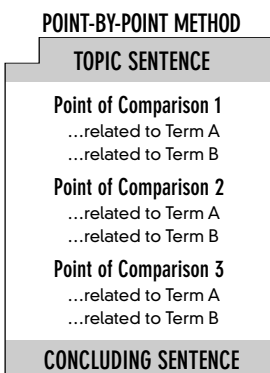 POINT-BY-POINT METHOD
TOPIC SENTENCE
Point of Comparison 1
...related to Term A
...related to Term B
Point of Comparison 2
...related to Term A
...related to Term B
Point of Comparison 3
...related to Term A
...related to Term B
CONCLUDING SENTENCE